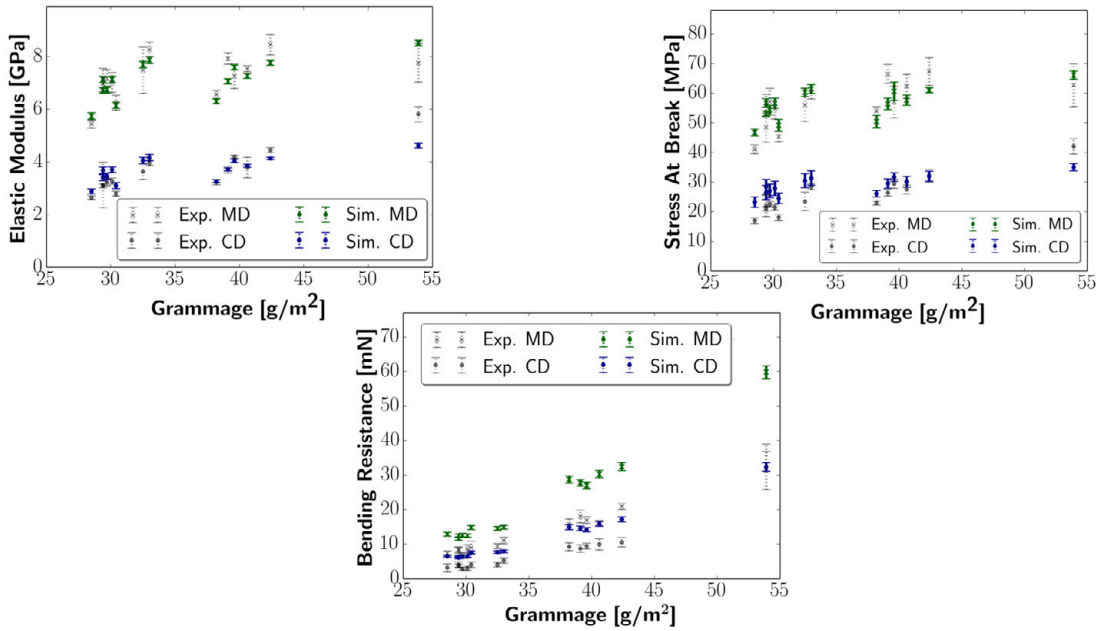 Elastic Modulus [GPa]
8
6
4
2
0
25 30 35 40 45 50 55
Grammage [g/m²]
Exp. MD Sim. MD
Exp. CD Sim. CD
Stress At Break [MPa]
80
70
60
50
40
30
20
10
0
25 30 35 40 45 50 55
Grammage [g/m²]
Exp. MD Sim. MD
Exp. CD Sim. CD
Bending Resistance [mN]
70
60
50
40
30
20
10
0
25 30 35 40 45 50 55
Grammage [g/m²]
Exp. MD Sim. MD
Exp. CD Sim. CD